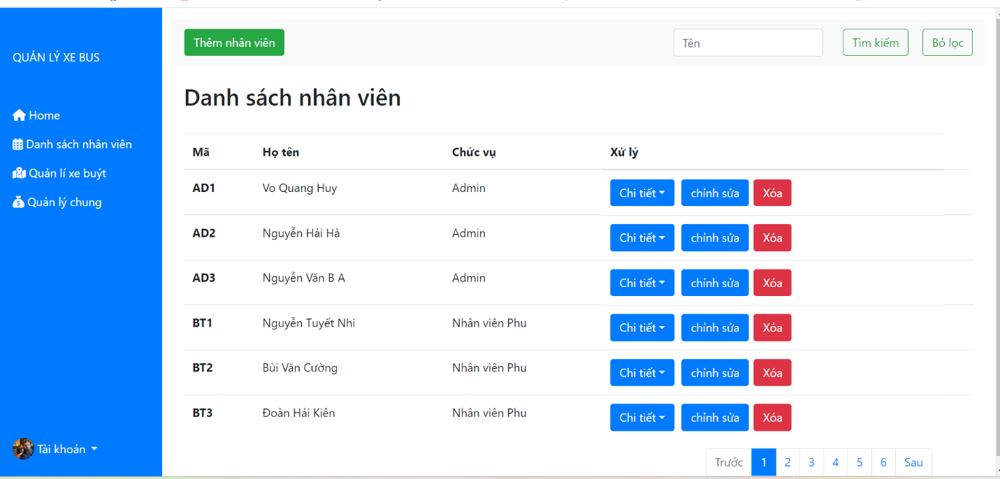 Thêm nhân viên Tên Tìm kiếm Bỏ lọc
QUẢN LÝ XE BUS
Danh sách nhân viên
Home
Danh sách nhân viên
Quản lí xe buýt
Quản lý chung
Mã Họ tên Chức vụ Xử lý
AD1 Vo Quang Huy Admin Chi tiết chỉnh sửa Xóa
AD2 Nguyễn Hải Hà Admin Chi tiết chỉnh sửa Xóa
AD3 Nguyễn Văn B A Admin Chi tiết chỉnh sửa Xóa
BT1 Nguyễn Tuyết Nhi Nhân viên Phu Chi tiết chỉnh sửa Xóa
BT2 Bùi Văn Cường Nhân viên Phu Chi tiết chỉnh sửa Xóa
BT3 Đoàn Hải Kiên Nhân viên Phu Chi tiết chỉnh sửa Xóa
Tài khoản
Trước 1 2 3 4 5 6 Sau